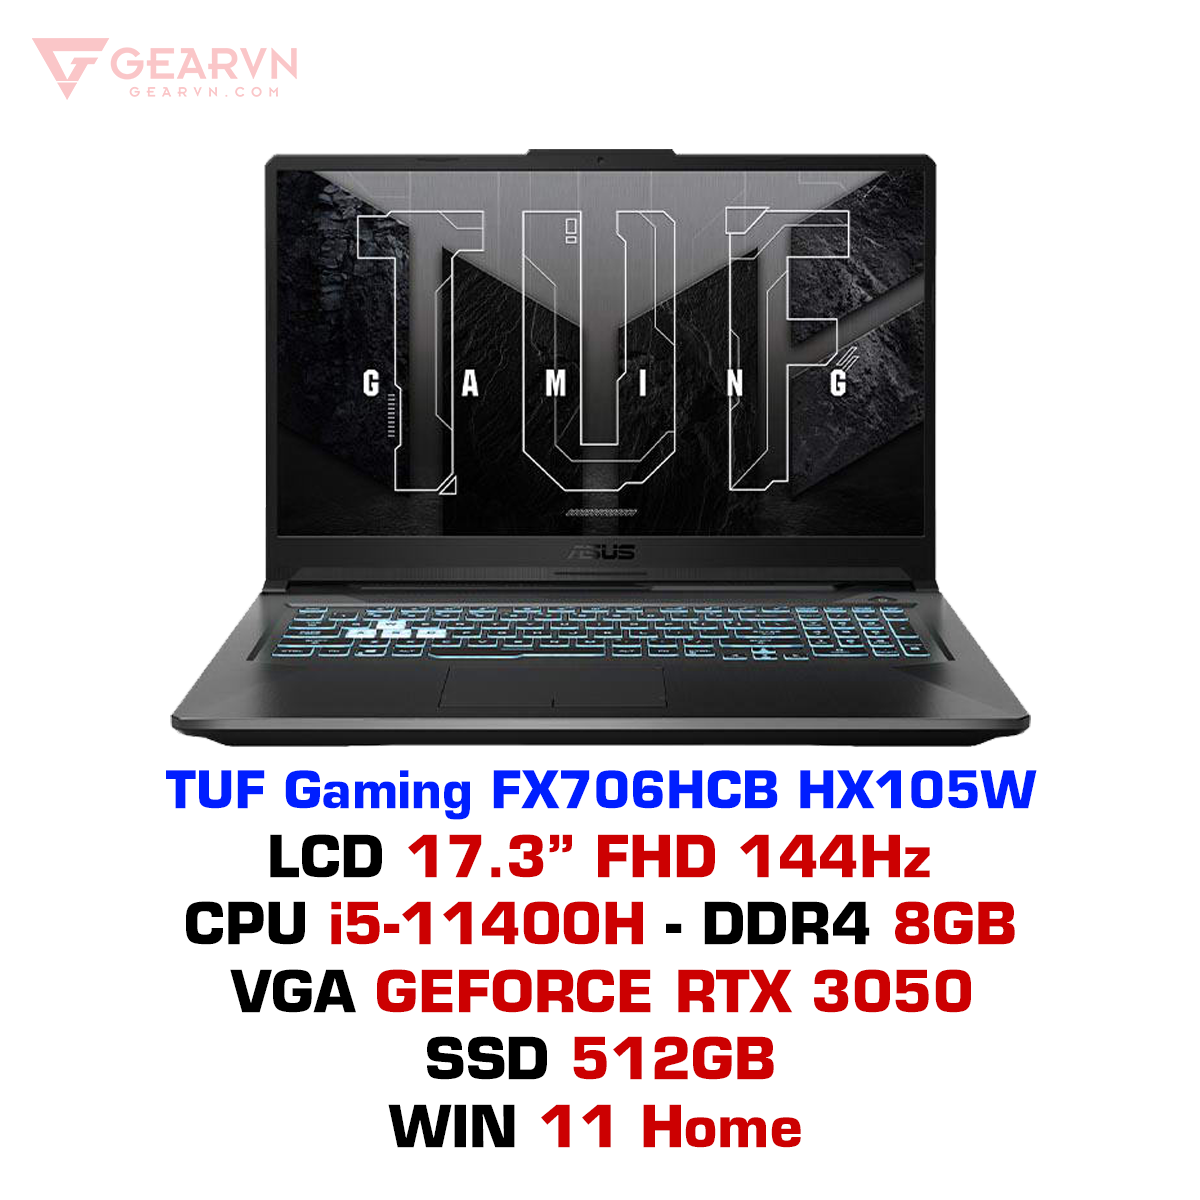 GEARVN
GEARVN.COM
TUF
GAMING
ASUS
TUF Gaming FX706HCB HX105W
LCD 17.3” FHD 144Hz
CPU i5-11400H - DDR4 8GB
VGA GEFORCE RTX 3050
SSD 512GB
WIN 11 Home